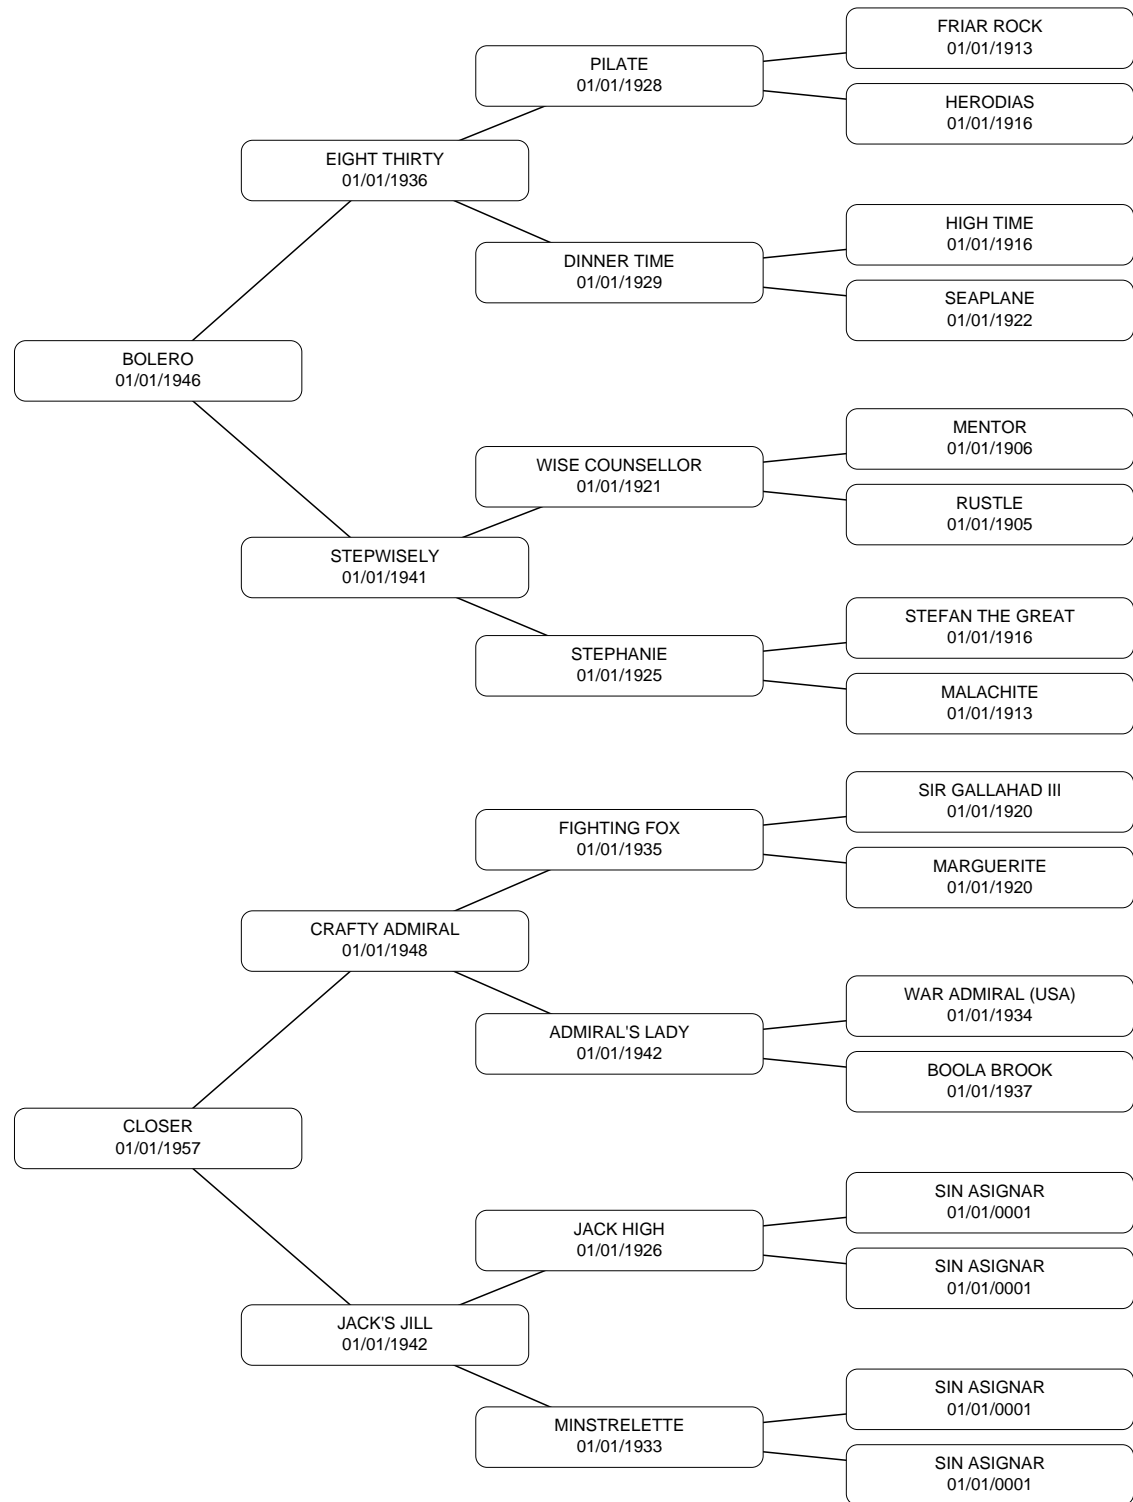 FRIAR ROCK
01/01/1913
PILATE
01/01/1928
HERODIAS
01/01/1916
EIGHT THIRTY
01/01/1936
HIGH TIME
01/01/1916
DINNER TIME
01/01/1929
SEAPLANE
01/01/1922
BOLERO
01/01/1946
MENTOR
01/01/1906
WISE COUNSELLOR
01/01/1921
RUSTLE
01/01/1905
STEPWISELY
01/01/1941
STEFAN THE GREAT
01/01/1916
STEPHANIE
01/01/1925
MALACHITE
01/01/1913
SIR GALLAHAD III
01/01/1920
FIGHTING FOX
01/01/1935
MARGUERITE
01/01/1920
CRAFTY ADMIRAL
01/01/1948
WAR ADMIRAL (USA)
01/01/1934
ADMIRAL'S LADY
01/01/1942
BOOLA BROOK
01/01/1937
CLOSER
01/01/1957
SIN ASIGNAR
01/01/0001
JACK HIGH
01/01/1926
SIN ASIGNAR
01/01/0001
JACK'S JILL
01/01/1942
SIN ASIGNAR
01/01/0001
MINSTRELETTE
01/01/1933
SIN ASIGNAR
01/01/0001